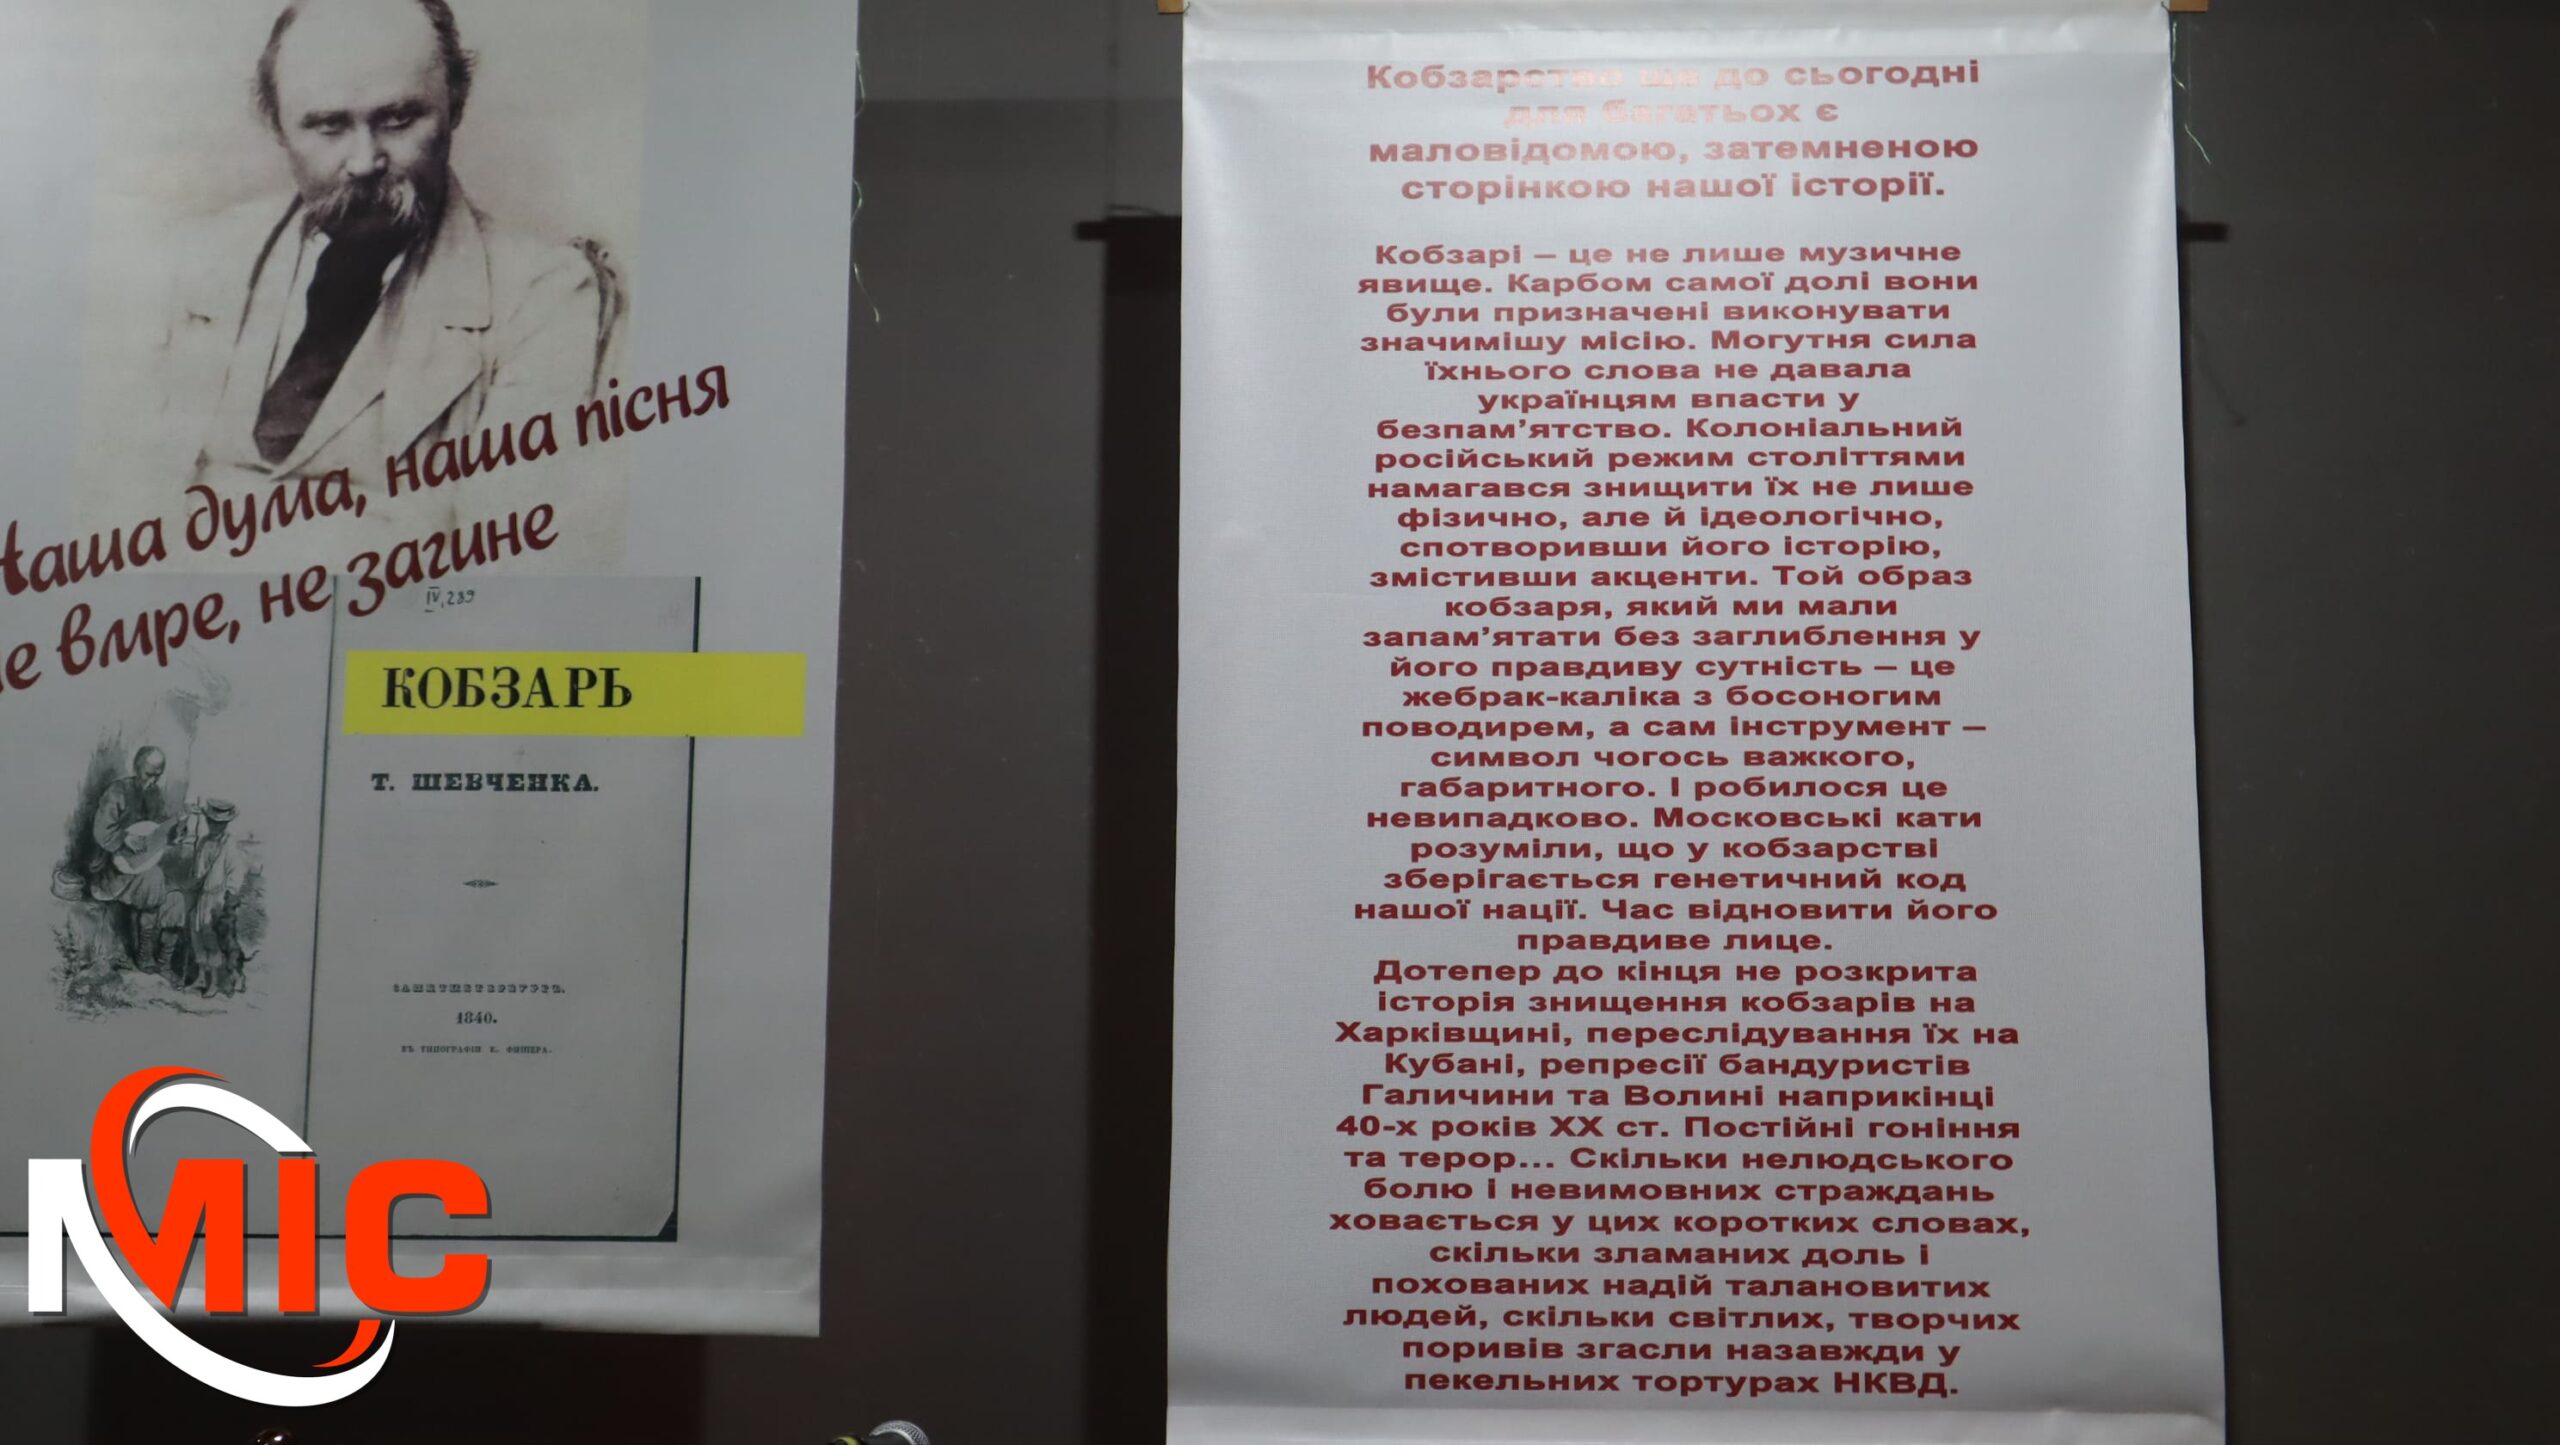 Наша дума, наша пісня
не вмре, не загине
IV, 289
КОБЗАРЬ
Т. ШЕВЧЕНКА.
САНКТПЕТЕРБУРГЪ.
1840.
ВЪ ТИПОГРАФІИ Е. ФИШЕРА.
МІС
Кобзарство ще до сьогодні
для багатьох є
маловідомою, затемненою
сторінкою нашої історії.
Кобзарі – це не лише музичне
явище. Карбом самої долі вони
були призначені виконувати
значимішу місію. Могутня сила
їхнього слова не давала
українцям впасти у
безпам’ятство. Колоніальний
російський режим століттями
намагався знищити їх не лише
фізично, але й ідеологічно,
спотворивши його історію,
змістивши акценти. Той образ
кобзаря, який ми мали
запам’ятати без заглиблення у
його правдиву сутність – це
жебрак-каліка з босоногим
поводирем, а сам інструмент –
символ чогось важкого,
габаритного. І робилося це
невипадково. Московські кати
розуміли, що у кобзарстві
зберігається генетичний код
нашої нації. Час відновити його
правдиве лице.
Дотепер до кінця не розкрита
історія знищення кобзарів на
Харківщині, переслідування їх на
Кубані, репресії бандуристів
Галичини та Волині наприкінці
40-х років ХХ ст. Постійні гоніння
та терор... Скільки нелюдського
болю і невимовних страждань
ховається у цих коротких словах,
скільки зламаних доль і
похованих надій талановитих
людей, скільки світлих, творчих
поривів згасли назавжди у
пекельних тортурах НКВД.